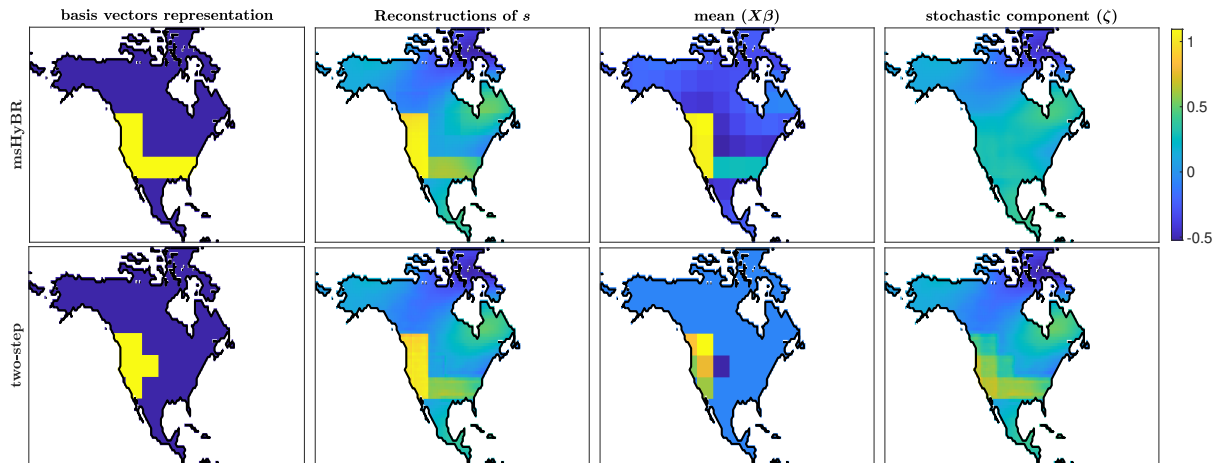 basis vectors representation
Reconstructions of s
mean (Xβ)
stochastic component (ζ)
msHyBR
two-step
1
0.5
0
-0.5